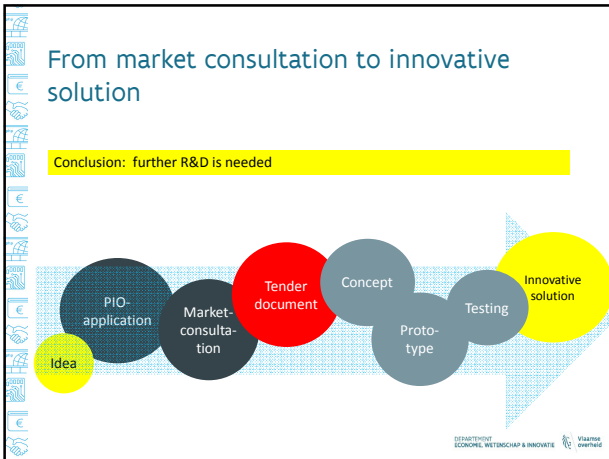 From market consultation to innovative
solution
Conclusion: further R&D is needed
Idea
PIO-
application
Market-
consulta-
tion
Tender
document
Concept
Proto-
type
Testing
Innovative
solution
DEPARTEMENT
ECONOMIE, WETENSCHAP & INNOVATIE
Vlaamse
overheid